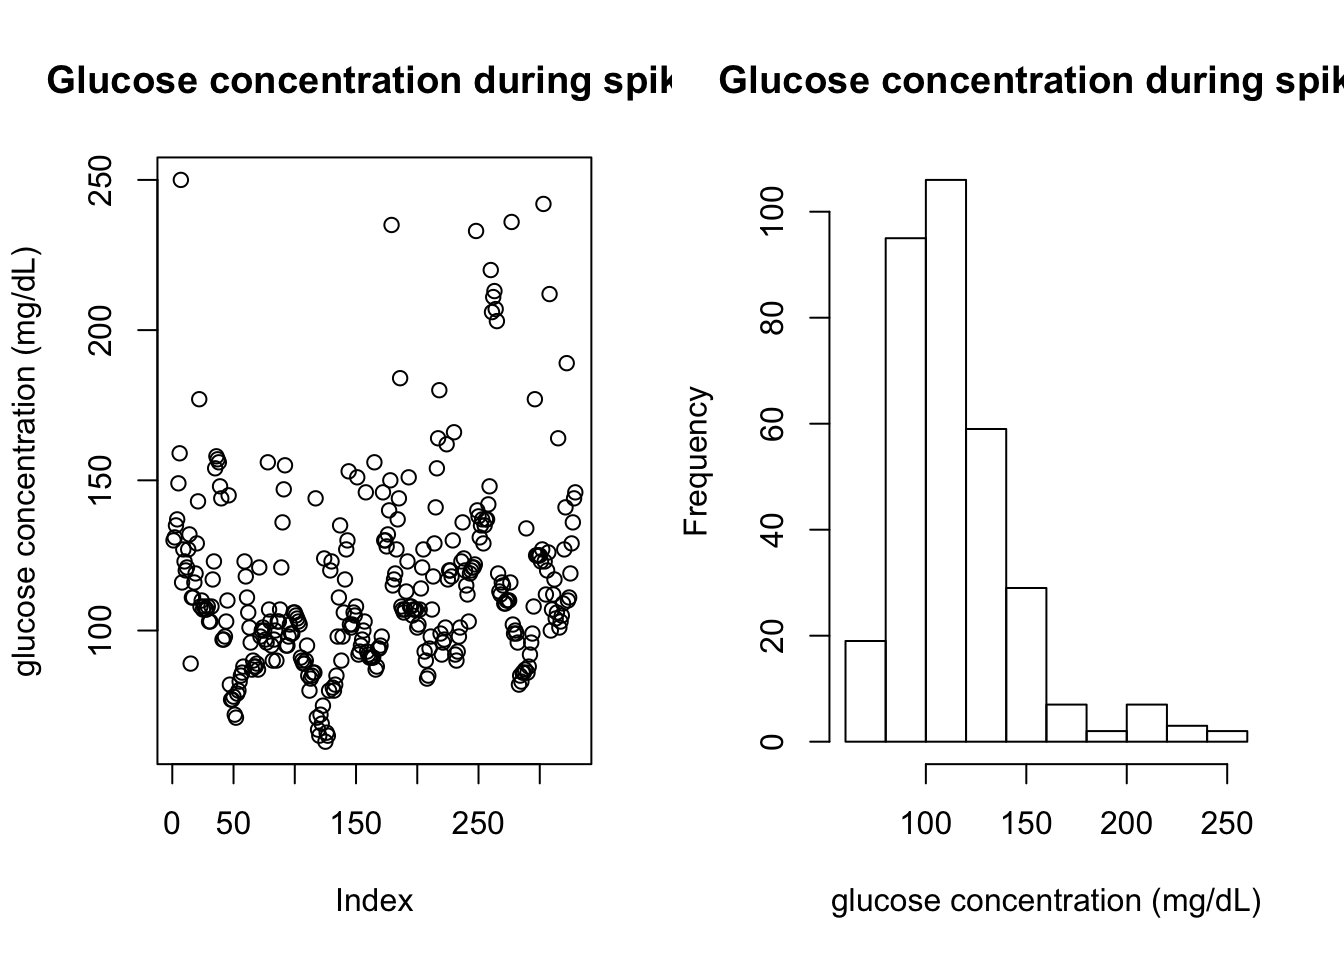 Glucose concentration during spik
glucose concentration (mg/dL)
250
200
150
100
0 50 150 250
Index
Glucose concentration during spik
Frequency
100
80
60
40
20
0
100 150 200 250
glucose concentration (mg/dL)